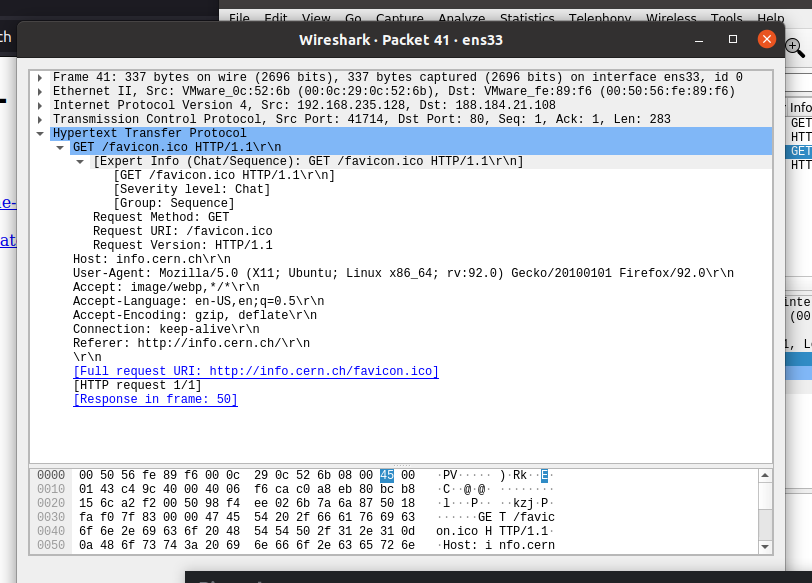 File Edit View Go Capture Analyze Statistics Telephony Wireless Tools Help
ch
Wireshark · Packet 41 · ens33
Frame 41: 337 bytes on wire (2696 bits), 337 bytes captured (2696 bits) on interface ens33, id 0
Ethernet II, Src: VMware_0c:52:6b (00:0c:29:0c:52:6b), Dst: VMware_fe:89:f6 (00:50:56:fe:89:f6)
Internet Protocol Version 4, Src: 192.168.235.128, Dst: 188.184.21.108
Transmission Control Protocol, Src Port: 41714, Dst Port: 80, Seq: 1, Ack: 1, Len: 283
Hypertext Transfer Protocol
GET /favicon.ico HTTP/1.1\r\n
[Expert Info (Chat/Sequence): GET /favicon.ico HTTP/1.1\r\n]
[GET /favicon.ico HTTP/1.1\r\n]
[Severity level: Chat]
[Group: Sequence]
Request Method: GET
Request URI: /favicon.ico
Request Version: HTTP/1.1
Host: info.cern.ch\r\n
User-Agent: Mozilla/5.0 (X11; Ubuntu; Linux x86_64; rv:92.0) Gecko/20100101 Firefox/92.0\r\n
Accept: image/webp,*/*\r\n
Accept-Language: en-US,en;q=0.5\r\n
Accept-Encoding: gzip, deflate\r\n
Connection: keep-alive\r\n
Referer: http://info.cern.ch/\r\n
\r\n
[Full request URI: http://info.cern.ch/favicon.ico]
[HTTP request 1/1]
[Response in frame: 50]
Info
GET
HTT
GET
HTT
0000 00 50 56 fe 89 f6 00 0c 29 0c 52 6b 08 00 45 00 ·PV····· )·Rk··E·
0010 01 43 c4 9c 40 00 40 06 f6 ca c0 a8 eb 80 bc b8 ·C··@·@· ········
0020 15 6c a2 f2 00 50 98 f4 ee 02 6b 7a 6a 87 50 18 ·l···P·· ··kzj·P·
0030 fa f0 7f 83 00 00 47 45 54 20 2f 66 61 76 69 63 ······GE T /favic
0040 6f 6e 2e 69 63 6f 20 48 54 54 50 2f 31 2e 31 0d on.ico H TTP/1.1·
0050 0a 48 6f 73 74 3a 20 69 6e 66 6f 2e 63 65 72 6e ·Host: i nfo.cern